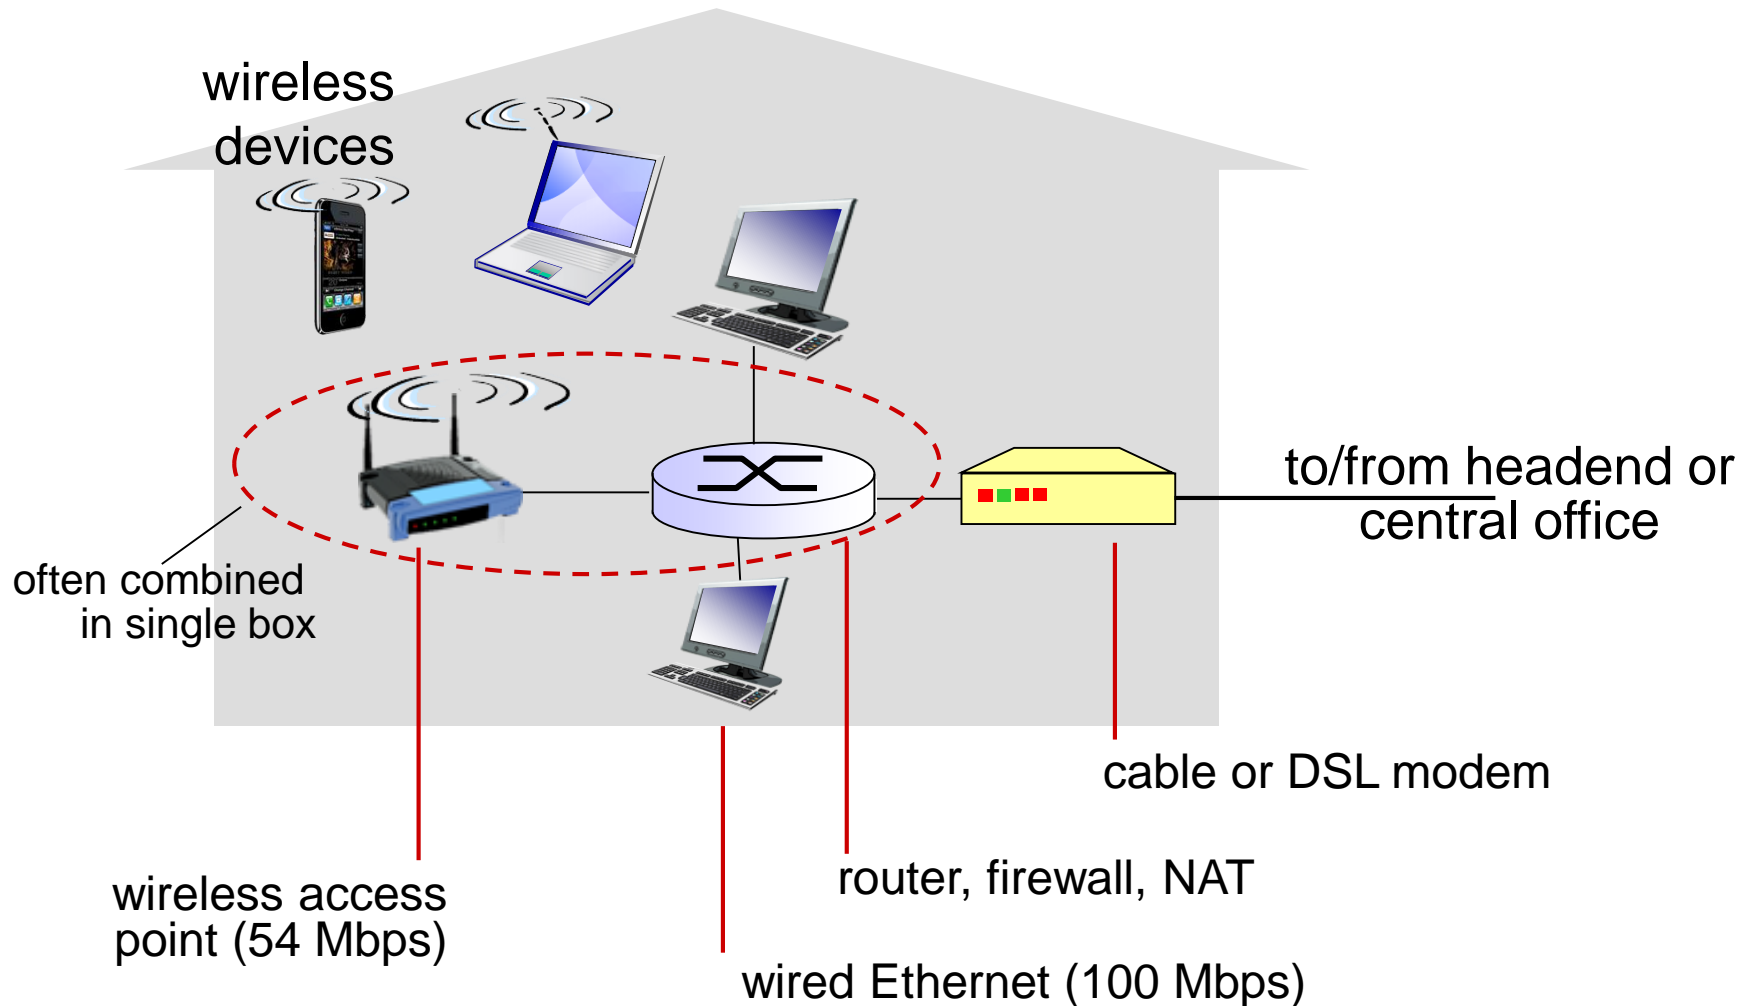 wireless
devices
to/from headend or
central office
often combined
in single box
cable or DSL modem
router, firewall, NAT
wireless access
point (54 Mbps)
wired Ethernet (100 Mbps)